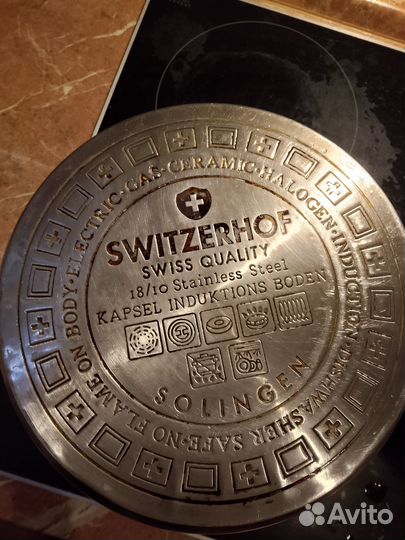 SWITZERHOF
SWISS QUALITY
18/10 Stainless Steel
KAPSEL INDUKTIONS BODEN
SOLINGEN
NO FLAME ON BODY·ELECTRIC·GAS·CERAMIC·HALOGEN·INDUCTION·DISHWASHER SAFE·
Avito